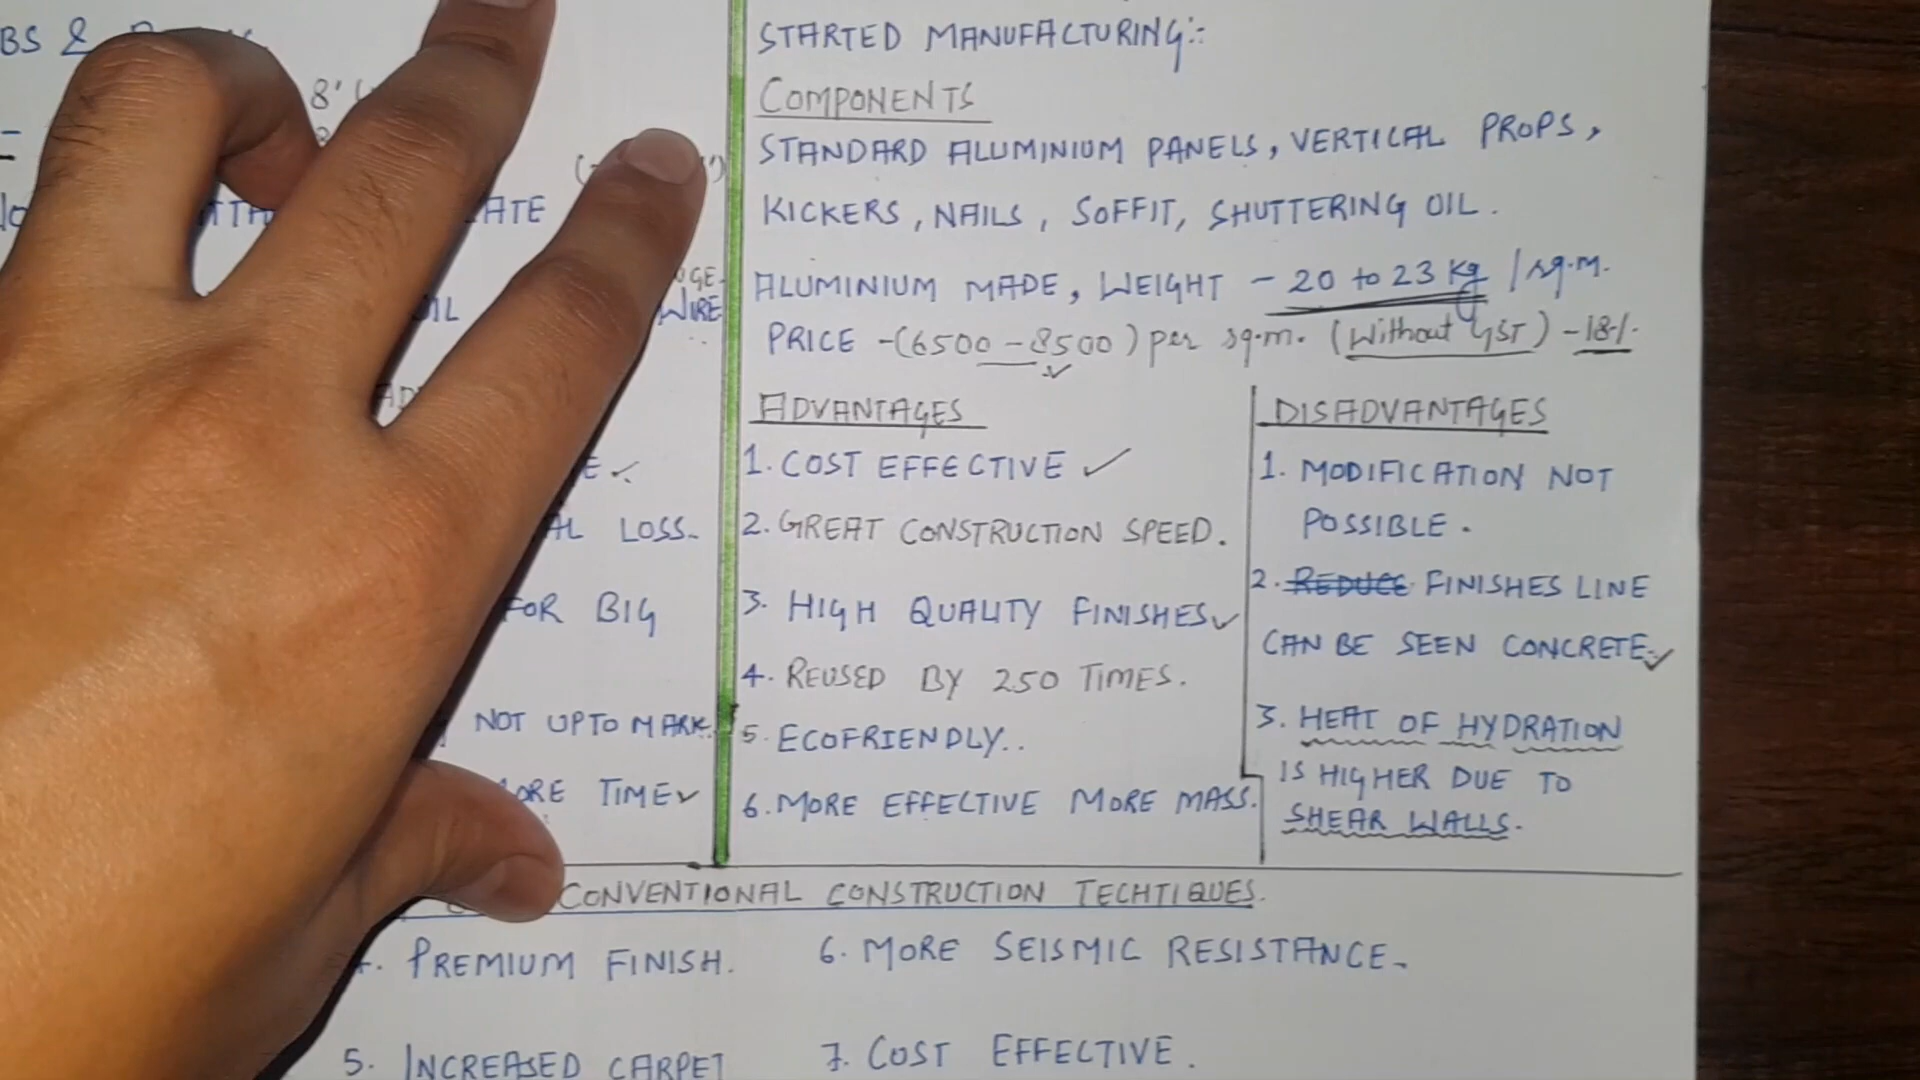 BS &
8'
ATE
WIRE
E ✓
LOSS.
FOR BIG
NOT UPTO MARK.
TIME ✓
STARTED MANUFACTURING:-
COMPONENTS
STANDARD ALUMINIUM PANELS, VERTICAL PROPS,
KICKERS, NAILS, SOFFIT, SHUTTERING OIL.
ALUMINIUM MADE, WEIGHT - 20 to 23 Kg /sq.m.
PRICE -(6500-8500) per sq.m. (Without GST) -18%.
ADVANTAGES
1. COST EFFECTIVE ✓
2. GREAT CONSTRUCTION SPEED.
3. HIGH QUALITY FINISHES ✓
4. REUSED BY 250 TIMES.
5. ECOFRIENDLY..
6. MORE EFFECTIVE MORE MASS.
DISADVANTAGES
1. MODIFICATION NOT
POSSIBLE.
2. REDUCE FINISHES LINE
CAN BE SEEN CONCRETE. ✓
3. HEAT OF HYDRATION
IS HIGHER DUE TO
SHEAR WALLS.
CONVENTIONAL CONSTRUCTION TECHTIQUES.
PREMIUM FINISH.
6. MORE SEISMIC RESISTANCE.
5. INCREASED CARPET
7. COST EFFECTIVE.